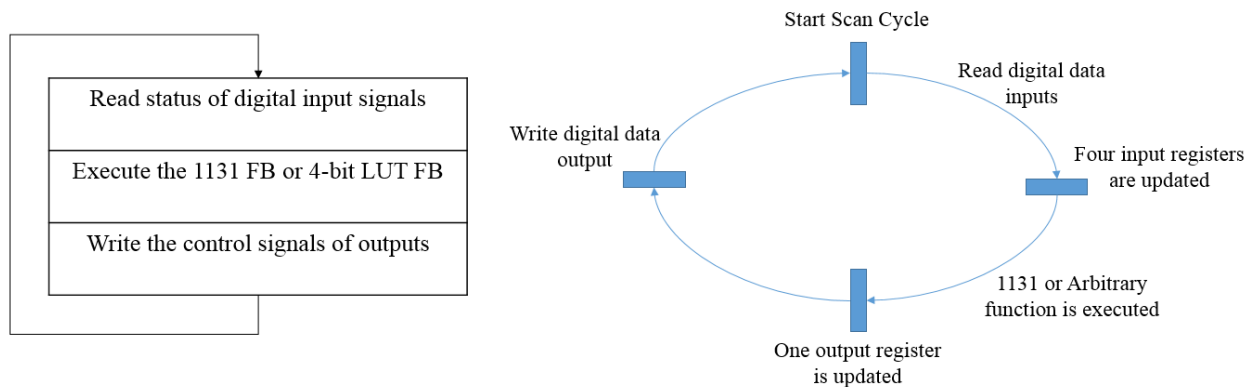 Read status of digital input signals
Execute the 1131 FB or 4-bit LUT FB
Write the control signals of outputs
Start Scan Cycle
Read digital data
inputs
Four input registers
are updated
1131 or Arbitrary
function is executed
One output register
is updated
Write digital data
output